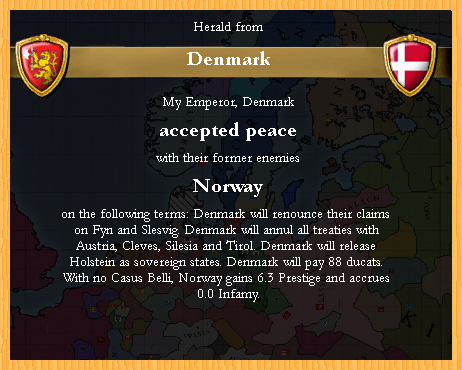 Herald from
Denmark
My Emperor, Denmark
accepted peace
with their former enemies
Norway
on the following terms: Denmark will renounce their claims
on Fyn and Slesvig. Denmark will annul all treaties with
Austria, Cleves, Silesia and Tirol. Denmark will release
Holstein as sovereign states. Denmark will pay 88 ducats.
With no Casus Belli, Norway gains 6.3 Prestige and accrues
0.0 Infamy.